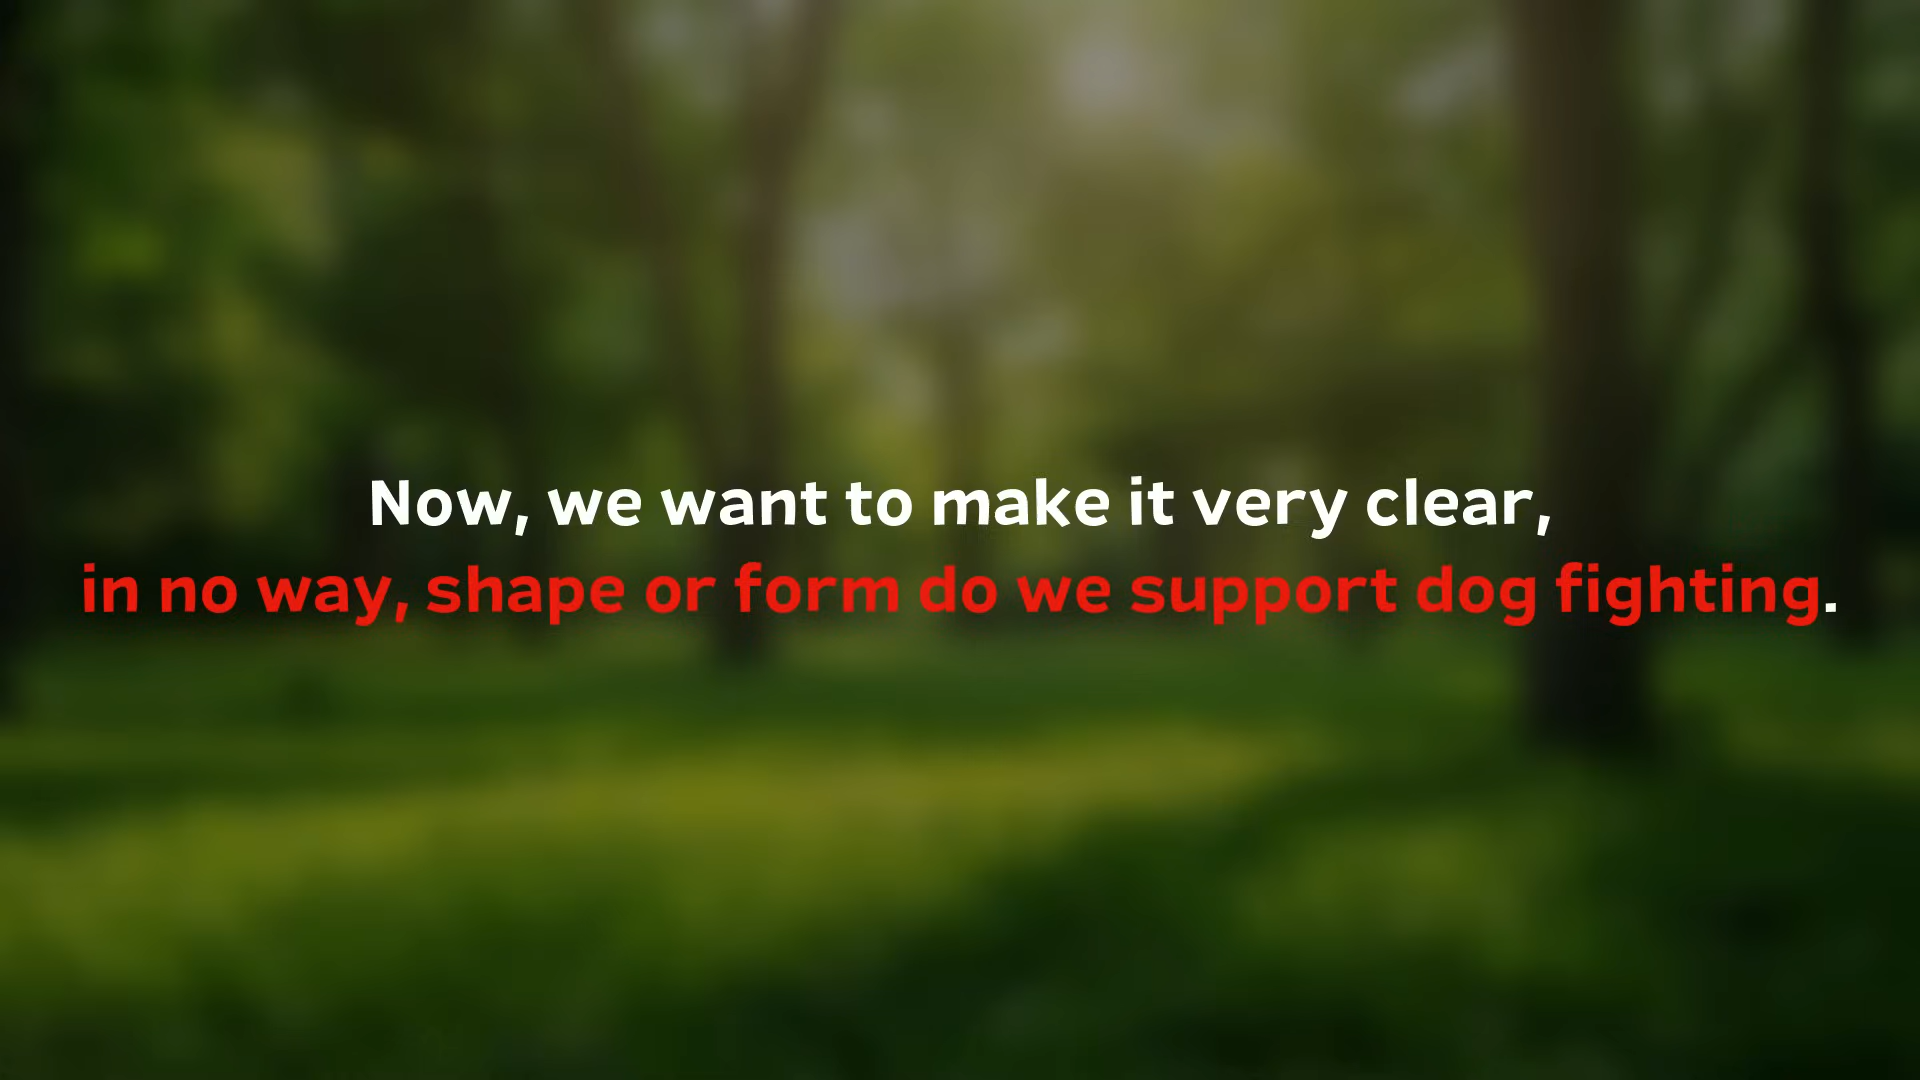 Now, we want to make it very clear,
in no way, shape or form do we support dog fighting.